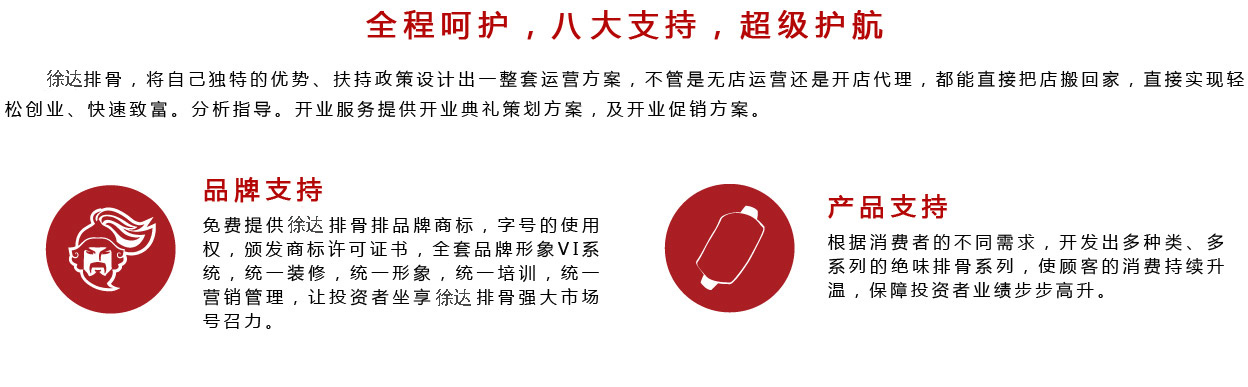 全程呵护，八大支持，超级护航
徐达排骨，将自己独特的优势、扶持政策设计出一整套运营方案，不管是无店运营还是开店代理，都能直接把店搬回家，直接实现轻
松创业、快速致富。分析指导。开业服务提供开业典礼策划方案，及开业促销方案。
品牌支持
免费提供徐达排骨排品牌商标，字号的使用
权，颁发商标许可证书，全套品牌形象VI系
统，统一装修，统一形象，统一培训，统一
营销管理，让投资者坐享徐达排骨强大市场
号召力。
产品支持
根据消费者的不同需求，开发出多种类、多
系列的绝味排骨系列，使顾客的消费持续升
温，保障投资者业绩步步高升。